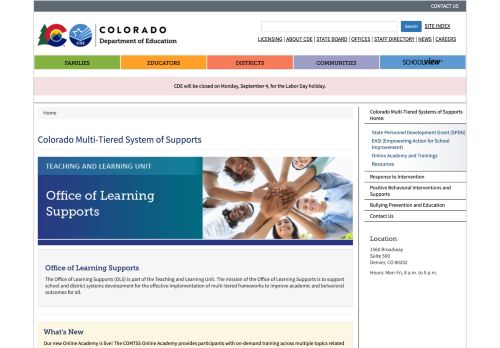 CONTACT US
COLORADO
Department of Education
CDE
Search
SITE INDEX
LICENSING | ABOUT CDE | STATE BOARD | OFFICES | STAFF DIRECTORY | NEWS | CAREERS
FAMILIES
EDUCATORS
DISTRICTS
COMMUNITIES
SCHOOLVIEW
CDE will be closed on Monday, September 4, for the Labor Day holiday.
Home
Colorado Multi-Tiered System of Supports
TEACHING AND LEARNING UNIT
Office of Learning
Supports
Office of Learning Supports
The Office of Learning Supports (OLS) is part of the Teaching and Learning Unit. The mission of the Office of Learning Supports is to support
school and district systems development for the effective implementation of multi-tiered frameworks to improve academic and behavioral
outcomes for all.
What's New
Our new Online Academy is live! The COMTSS Online Academy provides participants with on-demand training across multiple topics related
Colorado Multi-Tiered Systems of Supports
Home:
State Personnel Development Grant (SPDG)
EASI (Empowering Action for School
Improvement)
Online Academy and Trainings
Resources
Response to Intervention
Positive Behavioral Interventions and
Supports
Bullying Prevention and Education
Contact Us
Location
1560 Broadway
Suite 500
Denver, CO 80202
Hours: Mon-Fri, 8 a.m. to 5 p.m.